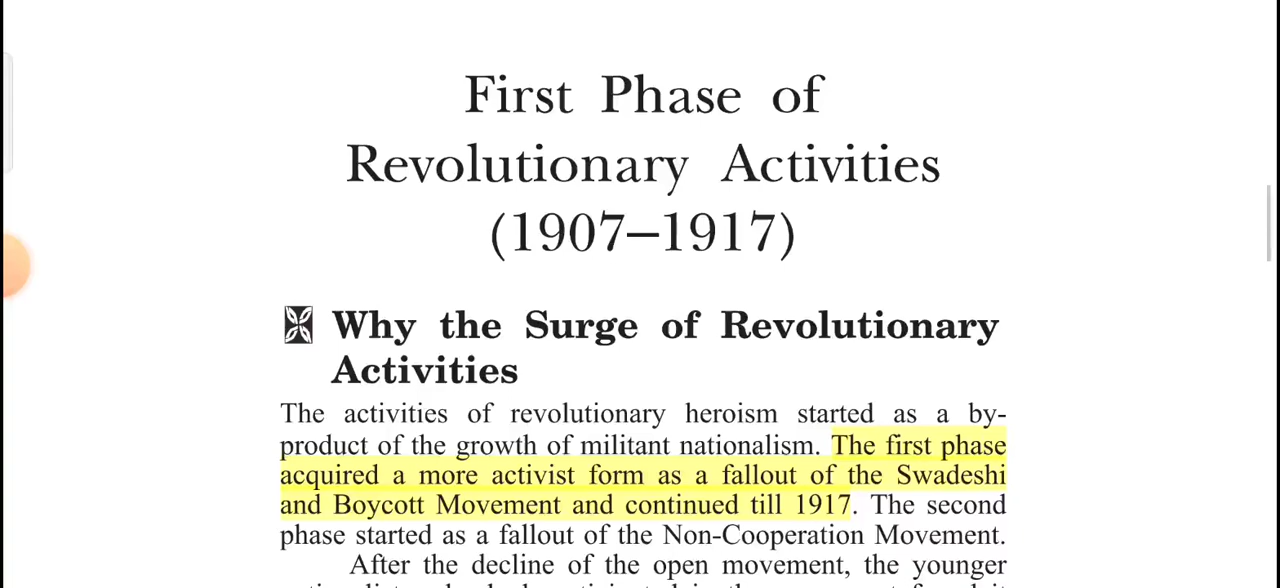 First Phase of
Revolutionary Activities
(1907–1917)
Why the Surge of Revolutionary
Activities
The activities of revolutionary heroism started as a by-
product of the growth of militant nationalism. The first phase
acquired a more activist form as a fallout of the Swadeshi
and Boycott Movement and continued till 1917. The second
phase started as a fallout of the Non-Cooperation Movement.
After the decline of the open movement, the younger